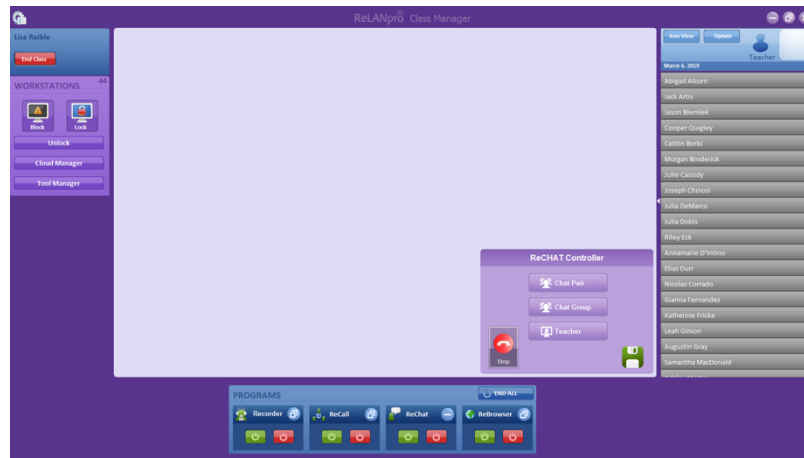 ReLANpro Class Manager
Lisa Raible
End Class
WORKSTATIONS 44
Block Lock
Unlock
Cloud Manager
Tool Manager
Icon View Update
Teacher
March 6, 2019
Abigail Alcorn
Jack Artis
Jason Blemlek
Cooper Quigley
Caitlin Borbi
Morgan Broderick
Julie Cassidy
Joseph Chinosi
Julia DeMarco
Julia Dobis
Riley Eck
Annamarie D'Intino
Elias Durr
Nicolas Corrado
Gianna Fernandez
Katherine Fricke
Leah Ginion
Augustin Gray
Samantha MacDonald
ReCHAT Controller
Chat Pair
Chat Group
Teacher
Stop
PROGRAMS END ALL
Recorder ReCall ReChat ReBrowser